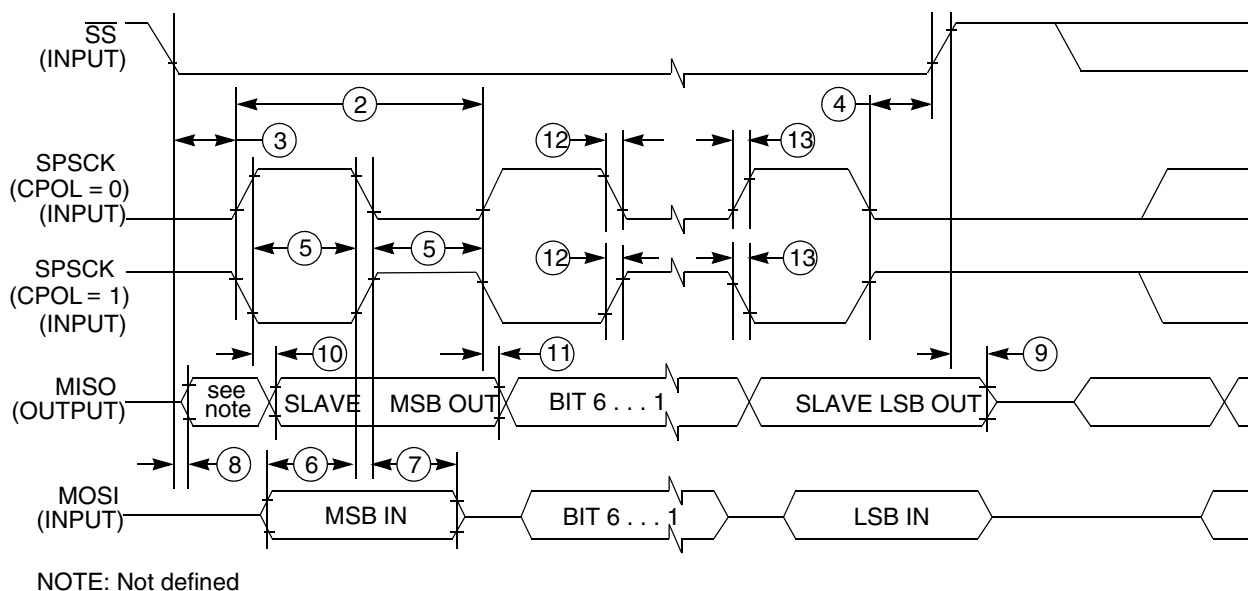 SS
(INPUT)
2
4
3
12
13
SPSCK
(CPOL = 0)
(INPUT)
5
5
SPSCK
(CPOL = 1)
(INPUT)
12
13
10
11
9
MISO
(OUTPUT)
see
note
SLAVE
MSB OUT
BIT 6 . . . 1
SLAVE LSB OUT
8
6
7
MOSI
(INPUT)
MSB IN
BIT 6 . . . 1
LSB IN
NOTE: Not defined